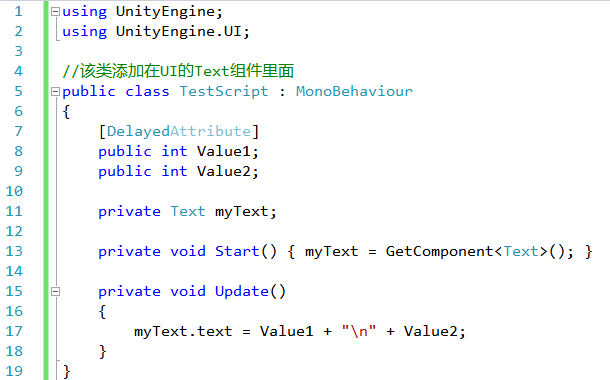 1 using UnityEngine;
2 using UnityEngine.UI;
3
4 //该类添加在UI的Text组件里面
5 public class TestScript : MonoBehaviour
6 {
7     [DelayedAttribute]
8     public int Value1;
9     public int Value2;
10
11     private Text myText;
12
13     private void Start() { myText = GetComponent<Text>(); }
14
15     private void Update()
16     {
17         myText.text = Value1 + "\n" + Value2;
18     }
19 }